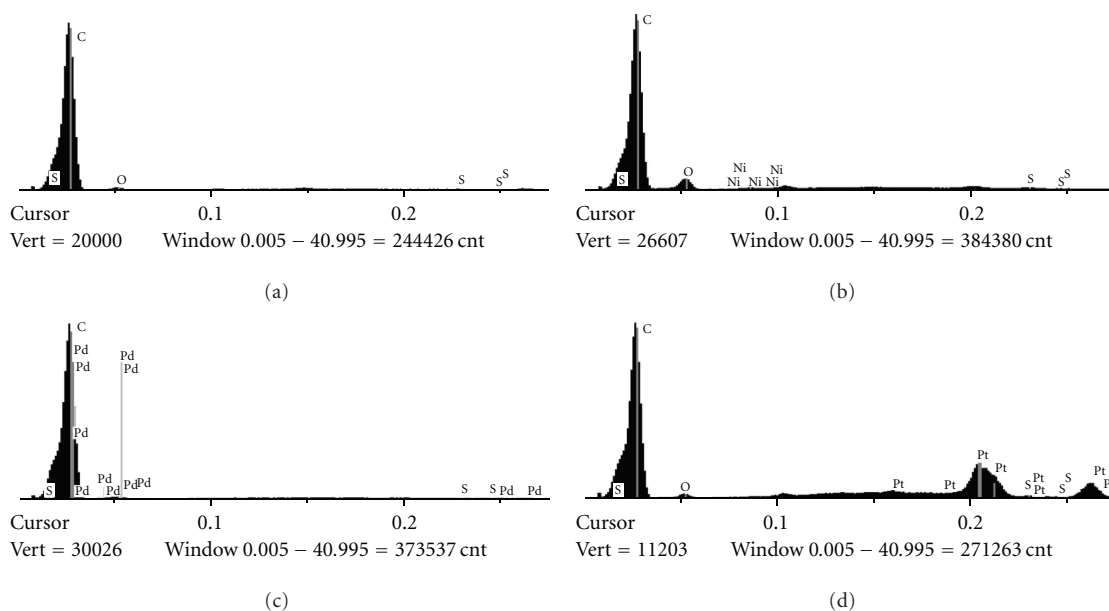 C
S
O
S
S
S
Cursor 0.1 0.2
Vert = 20000 Window 0.005 − 40.995 = 244426 cnt
(a)
C
S
O
Ni
Ni
Ni Ni Ni
S
S
S
Cursor 0.1 0.2
Vert = 26607 Window 0.005 − 40.995 = 384380 cnt
(b)
C
Pd
Pd
Pd
Pd
Pd
S
Pd
Pd
Pd
Pd Pd
S
S Pd Pd
Cursor 0.1 0.2
Vert = 30026 Window 0.005 − 40.995 = 373537 cnt
(c)
C
S
O
Pt
Pt
Pt
Pt
S
Pt
Pt
S
S
Pt
P
Cursor 0.1 0.2
Vert = 11203 Window 0.005 − 40.995 = 271263 cnt
(d)